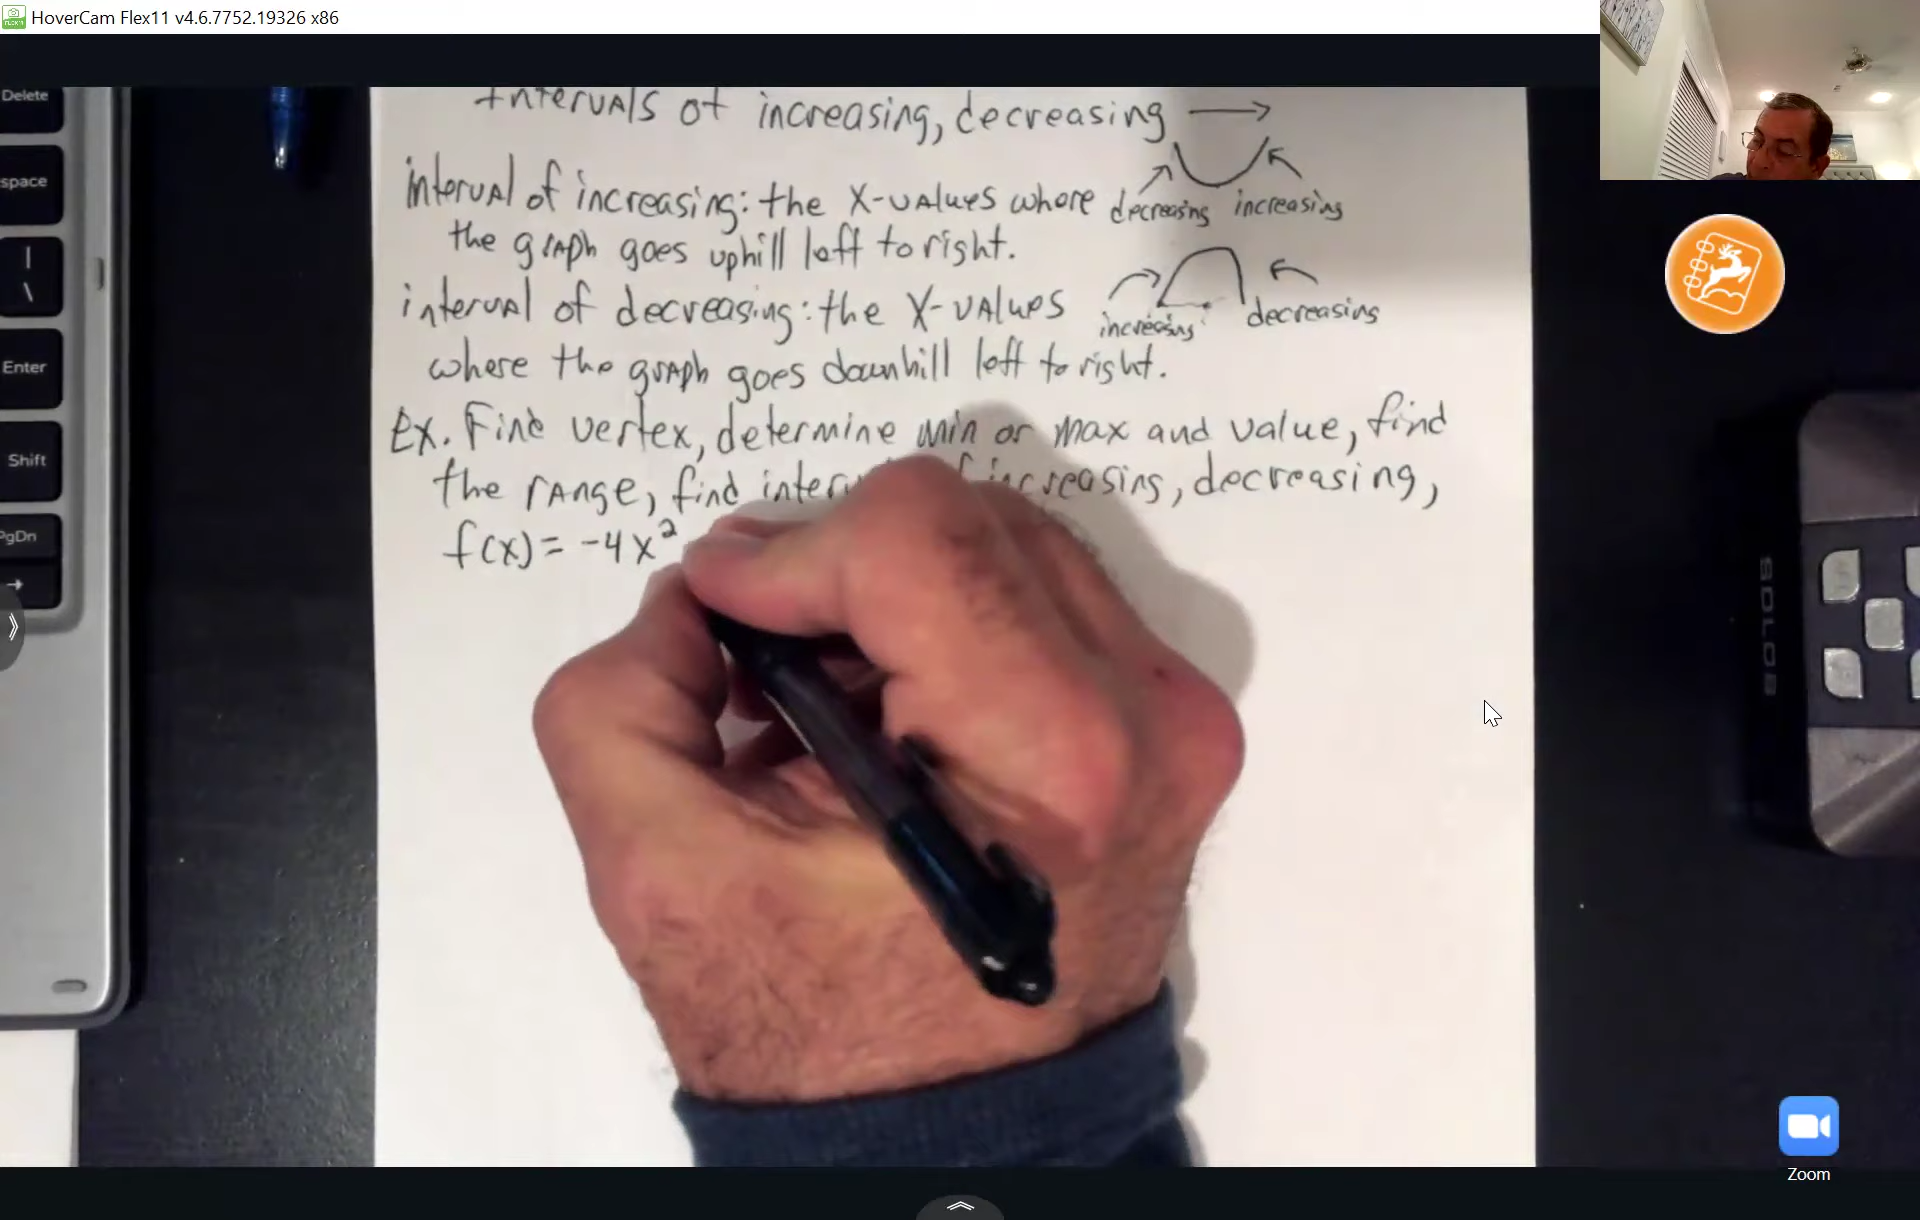 HoverCam Flex11 v4.6.7752.19326 x86
Delete
space
|
\
Enter
Shift
PgDn
→
Intervals of increasing, decreasing →
interval of increasing: the x-values where
decreasing increasing
the graph goes uphill left to right.
interval of decreasing: the x-values
increasing decreasing
where the graph goes downhill left to right.
Ex. Find vertex, determine min or max and value, find
the range, find of increasing, decreasing,
f(x) = -4x²
SOLOS
Zoom